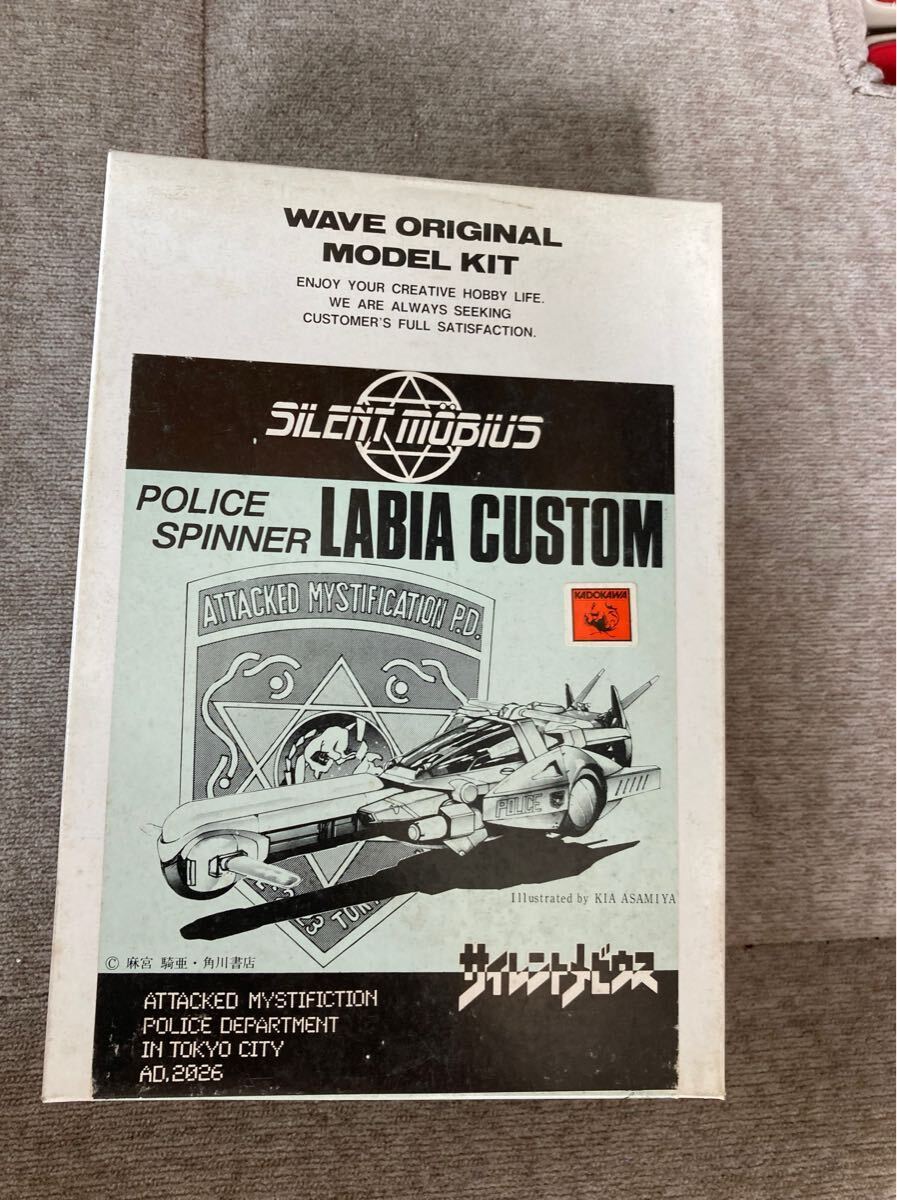 WAVE ORIGINAL
MODEL KIT
ENJOY YOUR CREATIVE HOBBY LIFE.
WE ARE ALWAYS SEEKING
CUSTOMER'S FULL SATISFACTION.
SiLENT MÖBiUS
POLICE
SPINNER LABIA CUSTOM
KADOKAWA
ATTACKED MYSTIFICATION P.D.
POLICE
Illustrated by KIA ASAMIYA
© 麻宮 騎亜・角川書店
サイレントメビウス
ATTACKED MYSTIFICTION
POLICE DEPARTMENT
IN TOKYO CITY
AD.2026